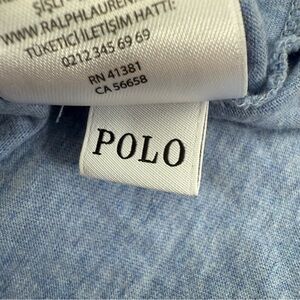 ŞİŞLİ -
WWW.RALPHLAUREN
TÜKETİCİ İLETİŞİM HATTI:
0212 345 69 69
RN 41381
CA 56658
POLO